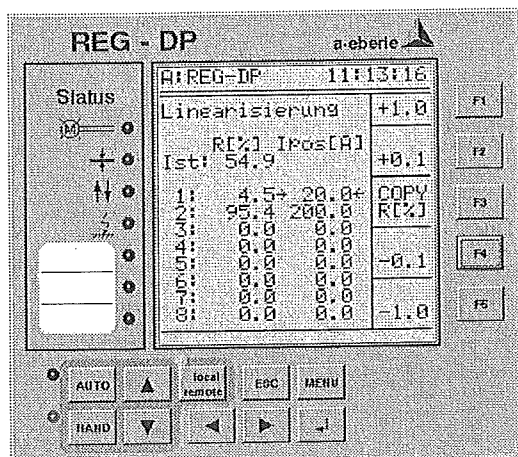 REG - DP
a·eberle
Status
M
A:REG-DP 11:13:16
Linearisierung
R[%] Ipos[A]
Ist: 54.9
1: 4.5→ 20.0←
2: 95.4 200.0
3: 0.0 0.0
4: 0.0 0.0
5: 0.0 0.0
6: 0.0 0.0
7: 0.0 0.0
8: 0.0 0.0
+1.0
+0.1
COPY
R[%]
-0.1
-1.0
F1
F2
F3
F4
F5
AUTO
local
remote
ESC
MENU
HAND